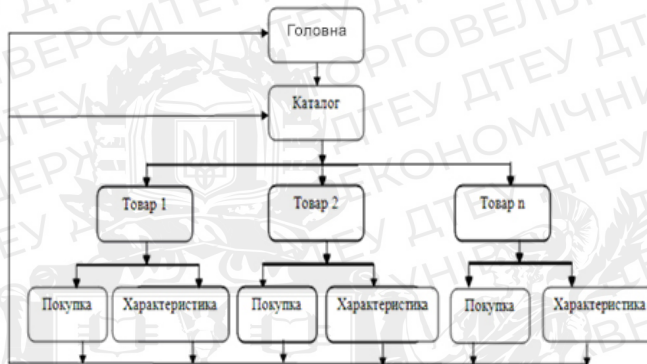 Головна
Каталог
Товар 1
Товар 2
Товар n
Покупка
Характеристика
Покупка
Характеристика
Покупка
Характеристика